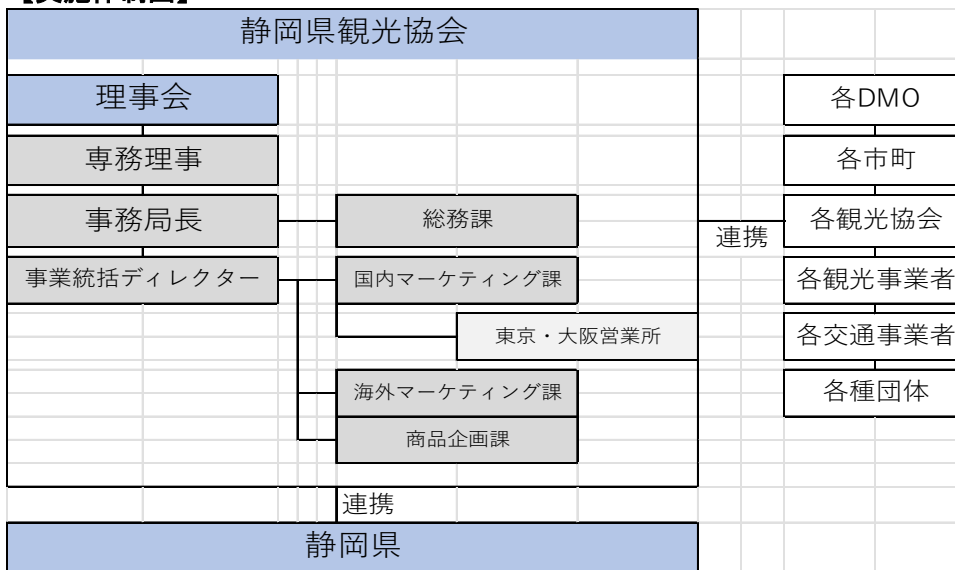 【実施体制図】
静岡県観光協会
理事会
各DMO
専務理事
各市町
事務局長
総務課
連携
各観光協会
事業統括ディレクター
国内マーケティング課
各観光事業者
東京・大阪営業所
各交通事業者
海外マーケティング課
各種団体
商品企画課
連携
静岡県